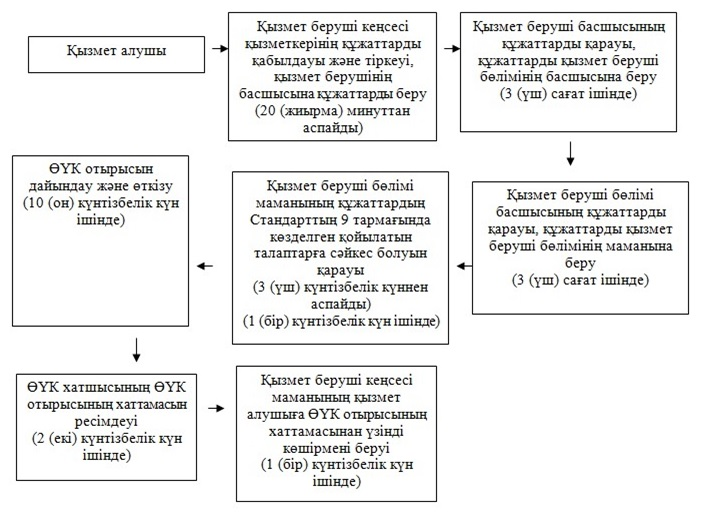 Қызмет алушы
Қызмет беруші кеңсесі
қызметкерінің құжаттарды
қабылдауы және тіркеуі,
қызмет берушінің
басшысына құжаттарды беру
(20 (жиырма) минуттан
аспайды)
Қызмет беруші басшысының
құжаттарды қарауы,
құжаттарды қызмет беруші
бөлімінің басшысына беру
(3 (үш) сағат ішінде)
Қызмет беруші бөлімі
басшысының құжаттарды
қарауы, құжаттарды қызмет
беруші бөлімінің маманына
беру
(3 (үш) сағат ішінде)
Қызмет беруші бөлімі
маманының құжаттардың
Стандарттың 9 тармағында
көзделген қойылатын
талаптарға сәйкес болуын
қарауы
(3 (үш) күнтізбелік күннен
аспайды)
(1 (бір) күнтізбелік күн ішінде)
ӨҮК отырысын
дайындау және өткізу
(10 (он) күнтізбелік күн
ішінде)
ӨҮК хатшысының ӨҮК
отырысының хаттамасын
ресімдеуі
(2 (екі) күнтізбелік күн
ішінде)
Қызмет беруші кеңсесі
маманының қызмет
алушыға ӨҮК отырысының
хаттамасынан үзінді
көшірмені беруі
(1 (бір) күнтізбелік күн
ішінде)